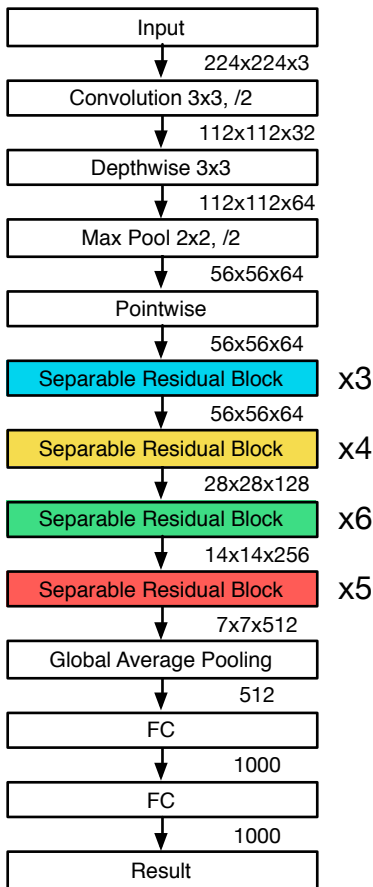 Input
224x224x3
Convolution 3x3, /2
112x112x32
Depthwise 3x3
112x112x64
Max Pool 2x2, /2
56x56x64
Pointwise
56x56x64
Separable Residual Block x3
56x56x64
Separable Residual Block x4
28x28x128
Separable Residual Block x6
14x14x256
Separable Residual Block x5
7x7x512
Global Average Pooling
512
FC
1000
FC
1000
Result